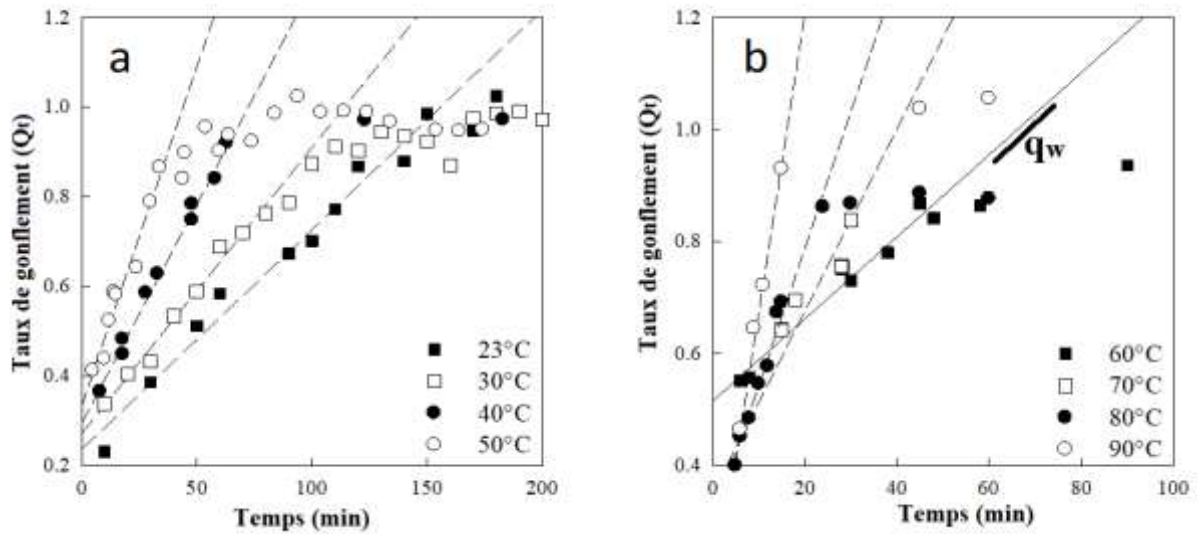 a
Taux de gonflement (Qt)
1.2
1.0
0.8
0.6
0.4
0.2
0
50
100
150
200
Temps (min)
23°C
30°C
40°C
50°C
b
Taux de gonflement (Qt)
1.2
1.0
0.8
0.6
0.4
0
20
40
60
80
100
Temps (min)
qw
60°C
70°C
80°C
90°C